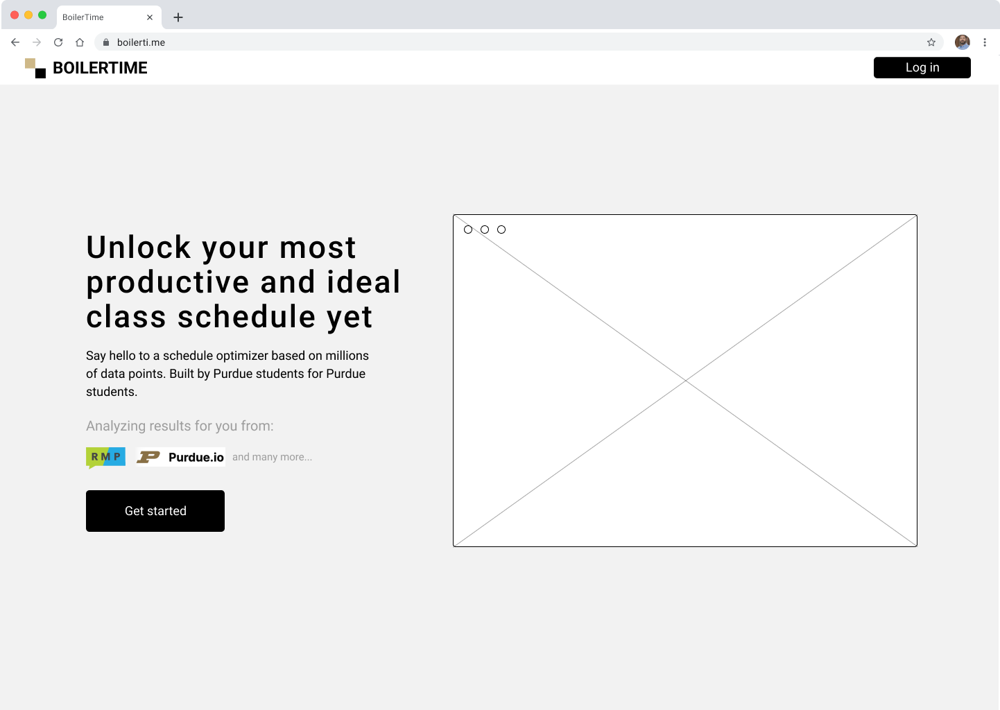 BoilerTime
boilerti.me
BOILERTIME
Log in
Unlock your most
productive and ideal
class schedule yet
Say hello to a schedule optimizer based on millions
of data points. Built by Purdue students for Purdue
students.
Analyzing results for you from:
RMP Purdue.io and many more...
Get started